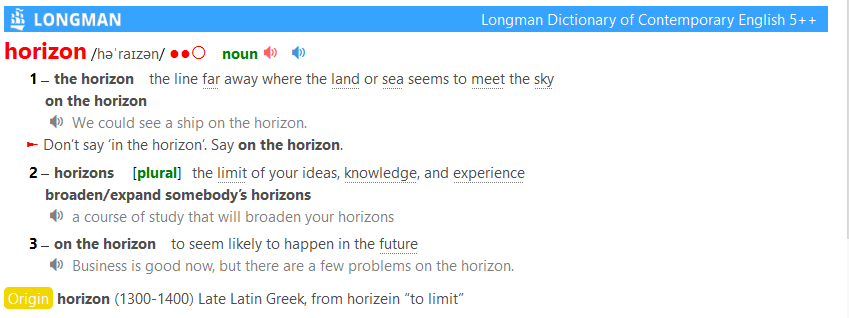 LONGMAN Longman Dictionary of Contemporary English 5++
horizon /həˈraɪzən/ ●●○ noun
1 – the horizon the line far away where the land or sea seems to meet the sky
on the horizon
We could see a ship on the horizon.
► Don’t say ‘in the horizon’. Say on the horizon.
2 – horizons [plural] the limit of your ideas, knowledge, and experience
broaden/expand somebody’s horizons
a course of study that will broaden your horizons
3 – on the horizon to seem likely to happen in the future
Business is good now, but there are a few problems on the horizon.
Origin horizon (1300-1400) Late Latin Greek, from horizein “to limit”